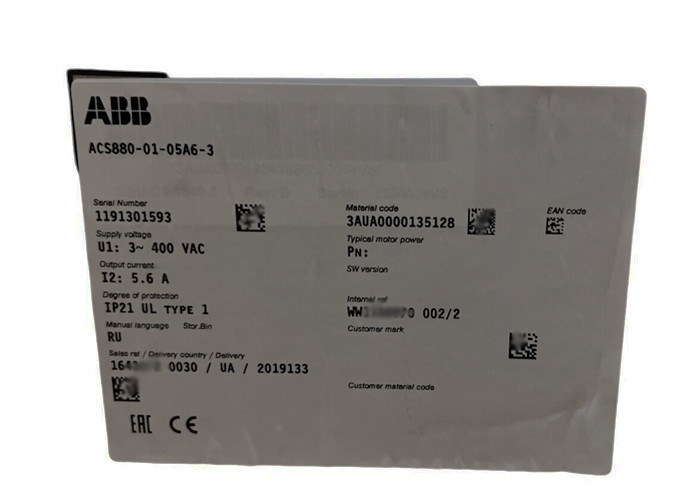 ABB
ACS880-01-05A6-3
Serial Number
1191301593
Supply voltage
U1: 3~ 400 VAC
Output current
I2: 5.6 A
Degree of protection
IP21 UL TYPE 1
Manual language Stor.Bin
RU
Sales ref / Delivery country / Delivery
0030 / UA / 2019133
EAC CE
Material code
3AUA0000135128
EAN code
Typical motor power
PN:
SW version
Internal ref
002/2
Customer mark
Customer material code